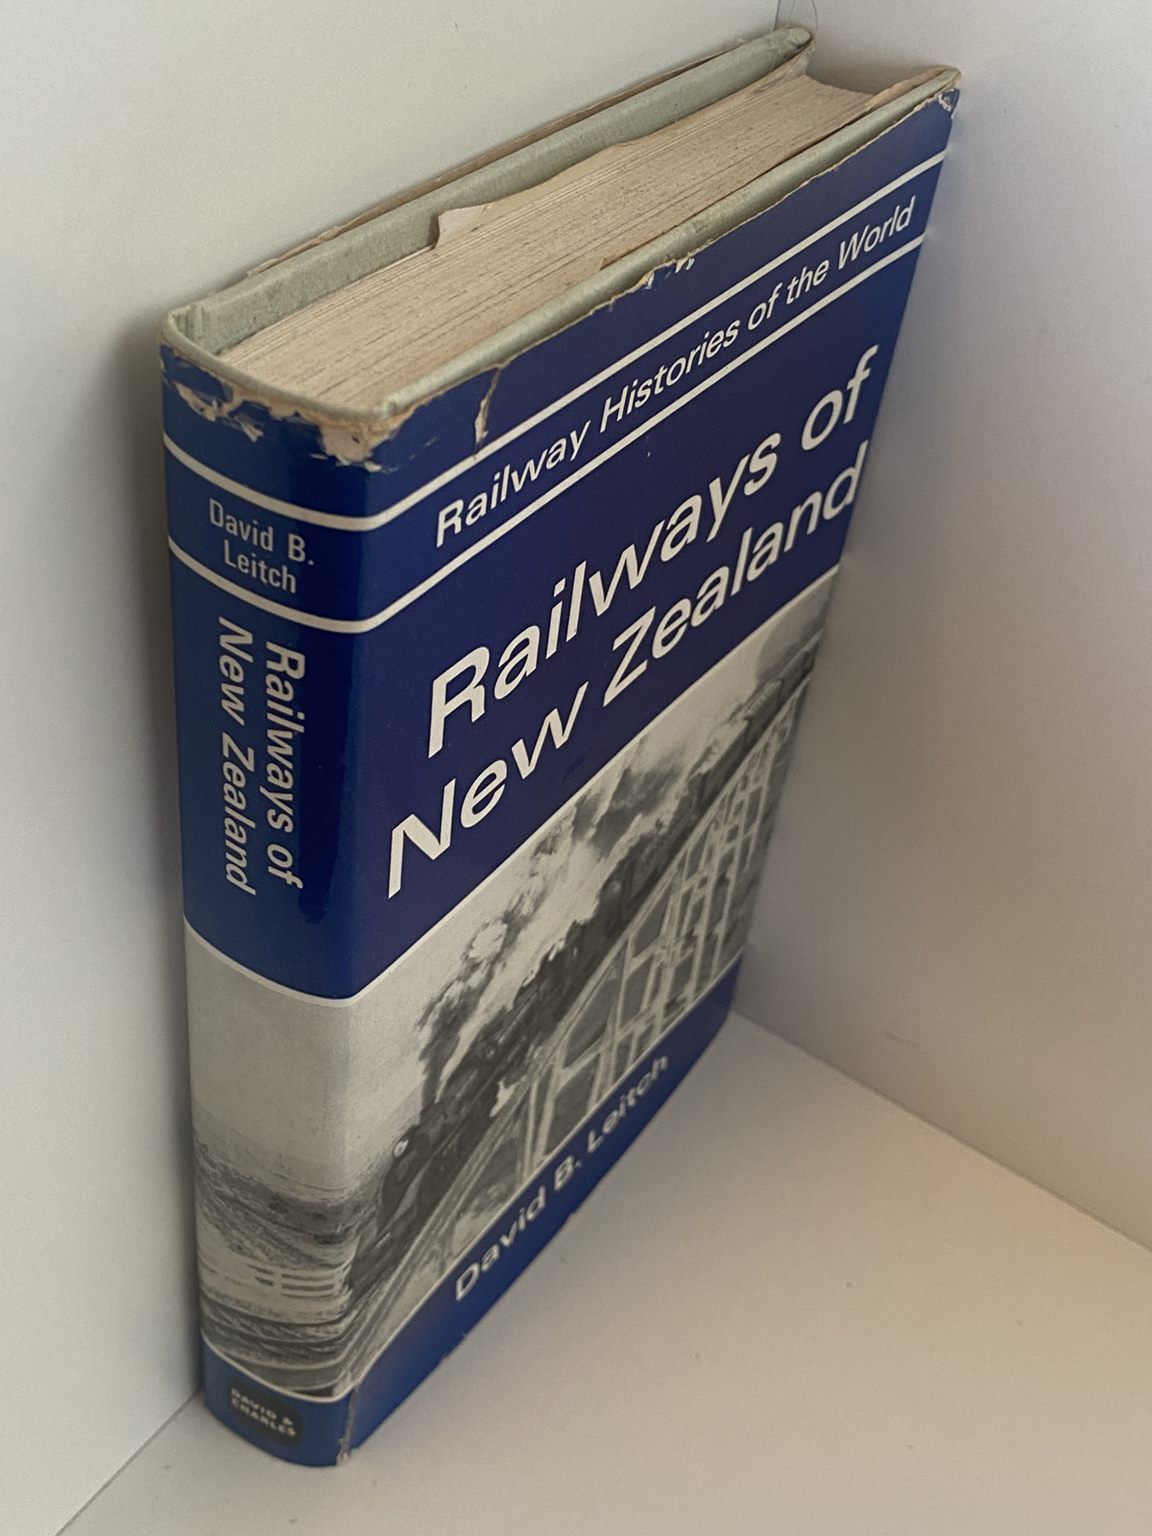 Railway Histories of the World
Railways of
New Zealand
David B. Leitch
David B.
Leitch
Railways of
New Zealand
DAVID &
CHARLES